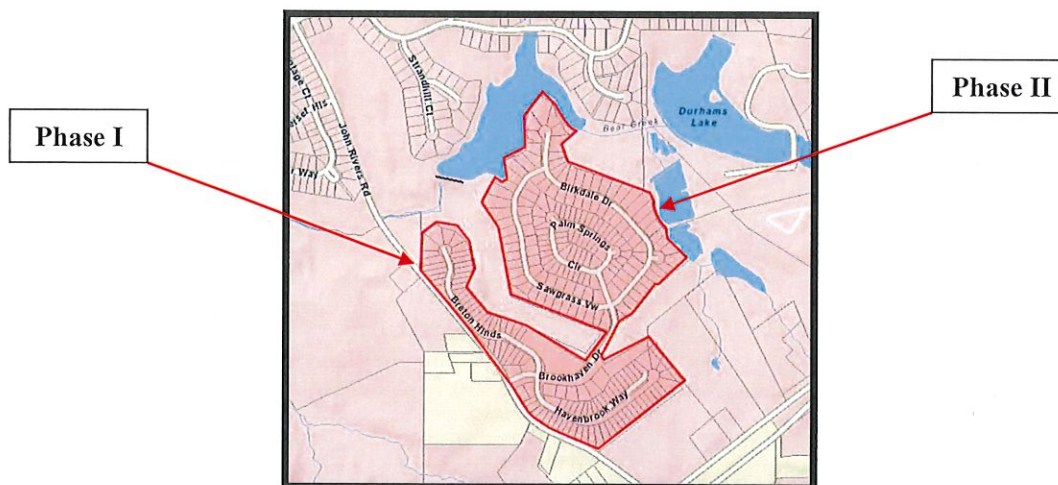 Phase I
Phase II
Strandhill Ct
John Rivers Rd
Durhams
Lake
Bear Creek
Birkdale Dr
Palm Springs
Cir
Sawgrass Vw
Breton Hinds
Brookhaven Dr
Havenbrook Way